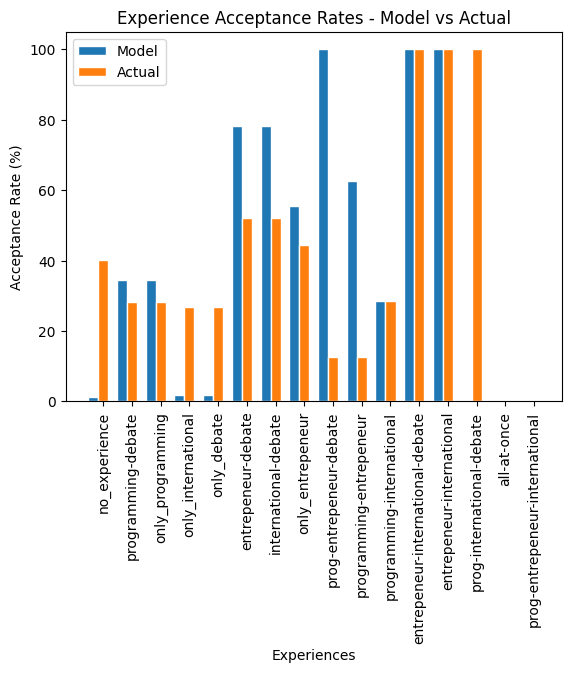 Experience Acceptance Rates - Model vs Actual
Model
Actual
Acceptance Rate (%)
100
80
60
40
20
0
no_experience
programming-debate
only_programming
only_international
only_debate
entrepeneur-debate
international-debate
only_entrepeneur
prog-entrepeneur-debate
programming-entrepeneur
programming-international
entrepeneur-international-debate
entrepeneur-international
prog-international-debate
all-at-once
prog-entrepeneur-international
Experiences